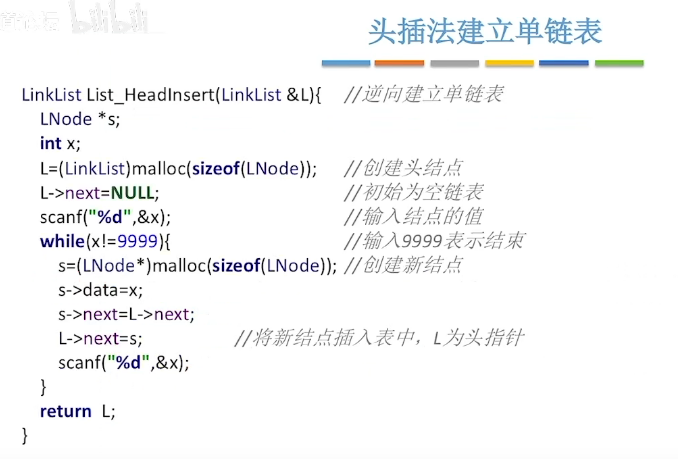 bilibili
头插法建立单链表
LinkList List_HeadInsert(LinkList &L){ //逆向建立单链表
LNode *s;
int x;
L=(LinkList)malloc(sizeof(LNode)); //创建头结点
L->next=NULL; //初始为空链表
scanf("%d",&x); //输入结点的值
while(x!=9999){ //输入9999表示结束
s=(LNode*)malloc(sizeof(LNode)); //创建新结点
s->data=x;
s->next=L->next;
L->next=s; //将新结点插入表中，L为头指针
scanf("%d",&x);
}
return L;
}